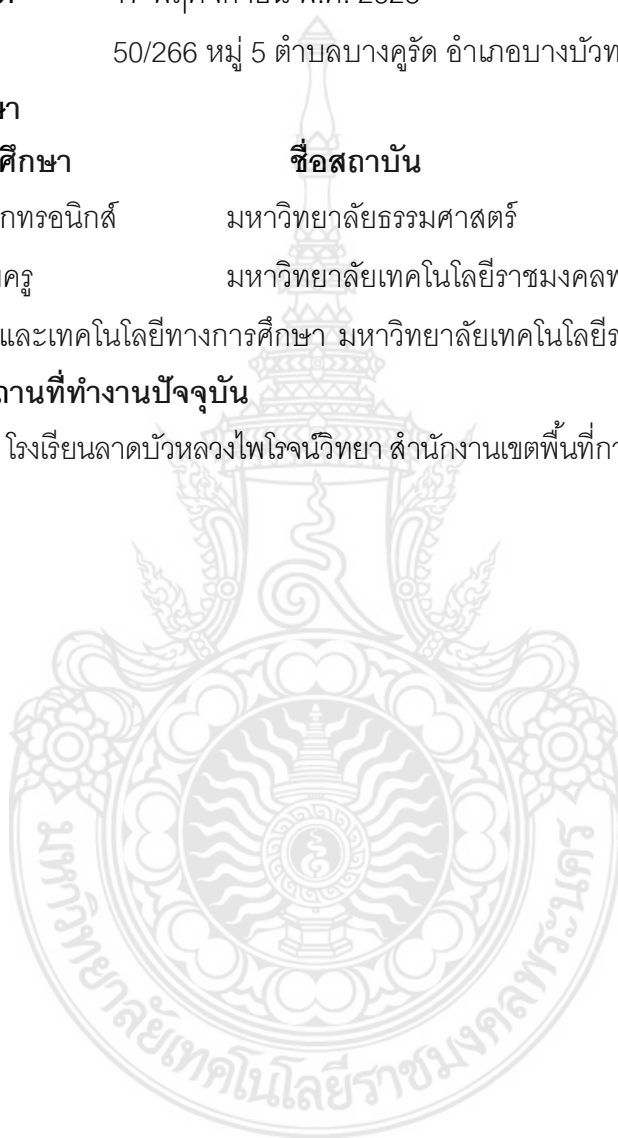 50/266 หมู่ 5 ตำบลบางคูรัด อำเภอบางบัวท
ษา
ศึกษา ชื่อสถาบัน
กทรอนิกส์ มหาวิทยาลัยธรรมศาสตร์
ครู มหาวิทยาลัยเทคโนโลยีราชมงคลพ
และเทคโนโลยีทางการศึกษา มหาวิทยาลัยเทคโนโลยีร
ถานที่ทำงานปัจจุบัน
โรงเรียนลาดบัวหลวงไพโรจน์วิทยา สำนักงานเขตพื้นที่กา
มหาวิทยาลัยเทคโนโลยีราชมงคลพระนคร